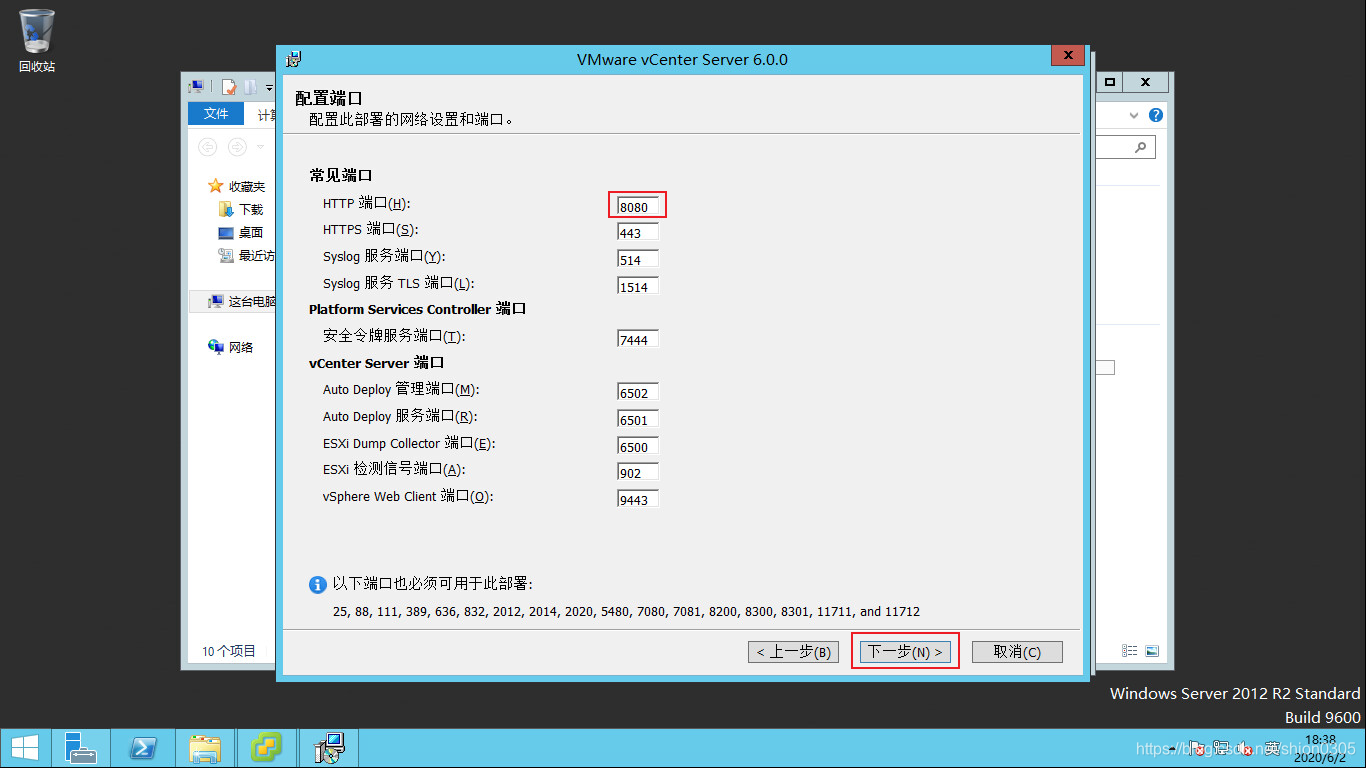 回收站
VMware vCenter Server 6.0.0
文件
配置端口
配置此部署的网络设置和端口。
常见端口
HTTP 端口(H):
8080
HTTPS 端口(S):
443
Syslog 服务端口(Y):
514
Syslog 服务 TLS 端口(L):
1514
Platform Services Controller 端口
安全令牌服务端口(T):
7444
vCenter Server 端口
Auto Deploy 管理端口(M):
6502
Auto Deploy 服务端口(R):
6501
ESXi Dump Collector 端口(E):
6500
ESXi 检测信号端口(A):
902
vSphere Web Client 端口(O):
9443
以下端口也必须可用于此部署:
25, 88, 111, 389, 636, 832, 2012, 2014, 2020, 5480, 7080, 7081, 8200, 8300, 8301, 11711, and 11712
< 上一步(B)
下一步(N) >
取消(C)
收藏夹
下载
桌面
最近访
这台电脑
网络
10 个项目
Windows Server 2012 R2 Standard
Build 9600
英
18:38
2020/6/2